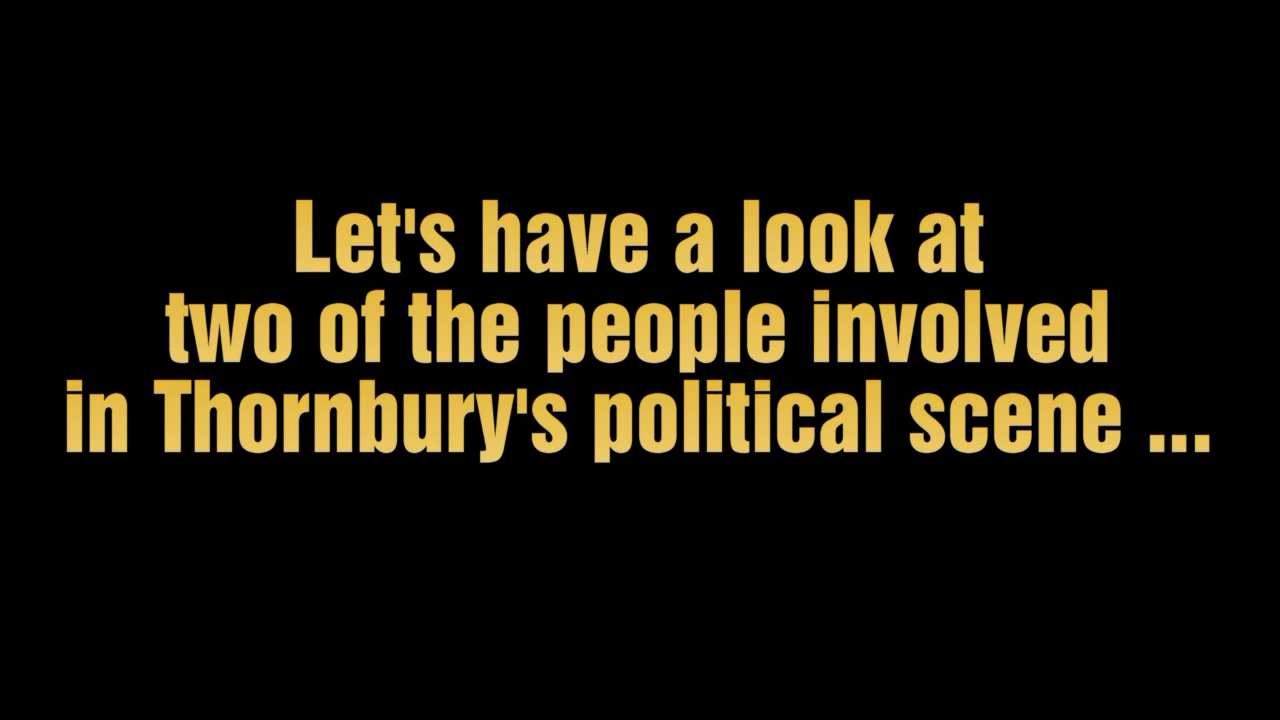 Let's have a look at
two of the people involved
in Thornbury's political scene ...